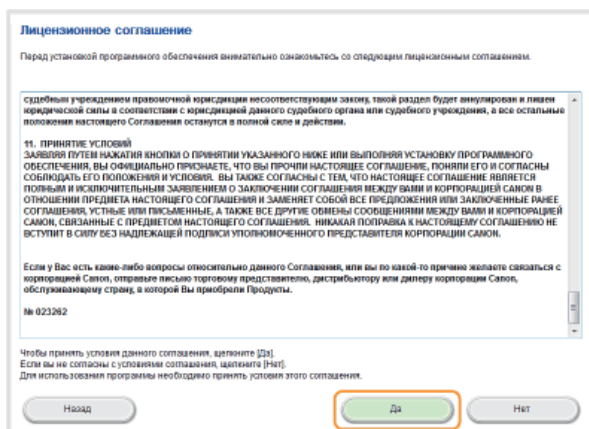 Лицензионное соглашение
Перед установкой программного обеспечения внимательно ознакомьтесь со следующим лицензионным соглашением.
судебным учреждением правомочной юрисдикции несоответствующим закону, такой раздел будет аннулирован и лишен
юридической силы в соответствии с юрисдикцией данного судебного органа или судебного учреждения, а все остальные
положения настоящего Соглашения останутся в полной силе и действии.
11. ПРИНЯТИЕ УСЛОВИЙ
ЗАЯВЛЯЯ ПУТЕМ НАЖАТИЯ КНОПКИ О ПРИНЯТИИ УКАЗАННОГО НИЖЕ ИЛИ ВЫПОЛНЯЯ УСТАНОВКУ ПРОГРАММНОГО
ОБЕСПЕЧЕНИЯ, ВЫ ОФИЦИАЛЬНО ПРИЗНАЕТЕ, ЧТО ВЫ ПРОЧЛИ НАСТОЯЩЕЕ СОГЛАШЕНИЕ, ПОНЯЛИ ЕГО И СОГЛАСНЫ
СОБЛЮДАТЬ ЕГО ПОЛОЖЕНИЯ И УСЛОВИЯ. ВЫ ТАКЖЕ СОГЛАСНЫ С ТЕМ, ЧТО НАСТОЯЩЕЕ СОГЛАШЕНИЕ ЯВЛЯЕТСЯ
ПОЛНЫМ И ИСКЛЮЧИТЕЛЬНЫМ ЗАЯВЛЕНИЕМ О ЗАКЛЮЧЕНИИ СОГЛАШЕНИЯ МЕЖДУ ВАМИ И КОРПОРАЦИЕЙ CANON В
ОТНОШЕНИИ ПРЕДМЕТА НАСТОЯЩЕГО СОГЛАШЕНИЯ И ЗАМЕНЯЕТ СОБОЙ ВСЕ ПРЕДЛОЖЕНИЯ ИЛИ ЗАКЛЮЧЕННЫЕ РАНЕЕ
СОГЛАШЕНИЯ, УСТНЫЕ ИЛИ ПИСЬМЕННЫЕ, А ТАКЖЕ ВСЕ ДРУГИЕ ОБМЕНЫ СООБЩЕНИЯМИ МЕЖДУ ВАМИ И КОРПОРАЦИЕЙ
CANON, СВЯЗАННЫЕ С ПРЕДМЕТОМ НАСТОЯЩЕГО СОГЛАШЕНИЯ. НИКАКАЯ ПОПРАВКА К НАСТОЯЩЕМУ СОГЛАШЕНИЮ НЕ
ВСТУПИТ В СИЛУ БЕЗ НАДЛЕЖАЩЕЙ ПОДПИСИ УПОЛНОМОЧЕННОГО ПРЕДСТАВИТЕЛЯ КОРПОРАЦИИ CANON.
Если у Вас есть какие-либо вопросы относительно данного Соглашения, или вы по какой-то причине желаете связаться с
корпорацией Canon, отправьте письмо торговому представителю, дистрибьютору или дилеру корпорации Canon,
обслуживающему страну, в которой Вы приобрели Продукты.
№ 023262
Чтобы принять условия данного соглашения, щелкните [Да].
Если вы не согласны с условиями соглашения, щелкните [Нет].
Для использования программы необходимо принять условия этого соглашения.
Назад Да Нет